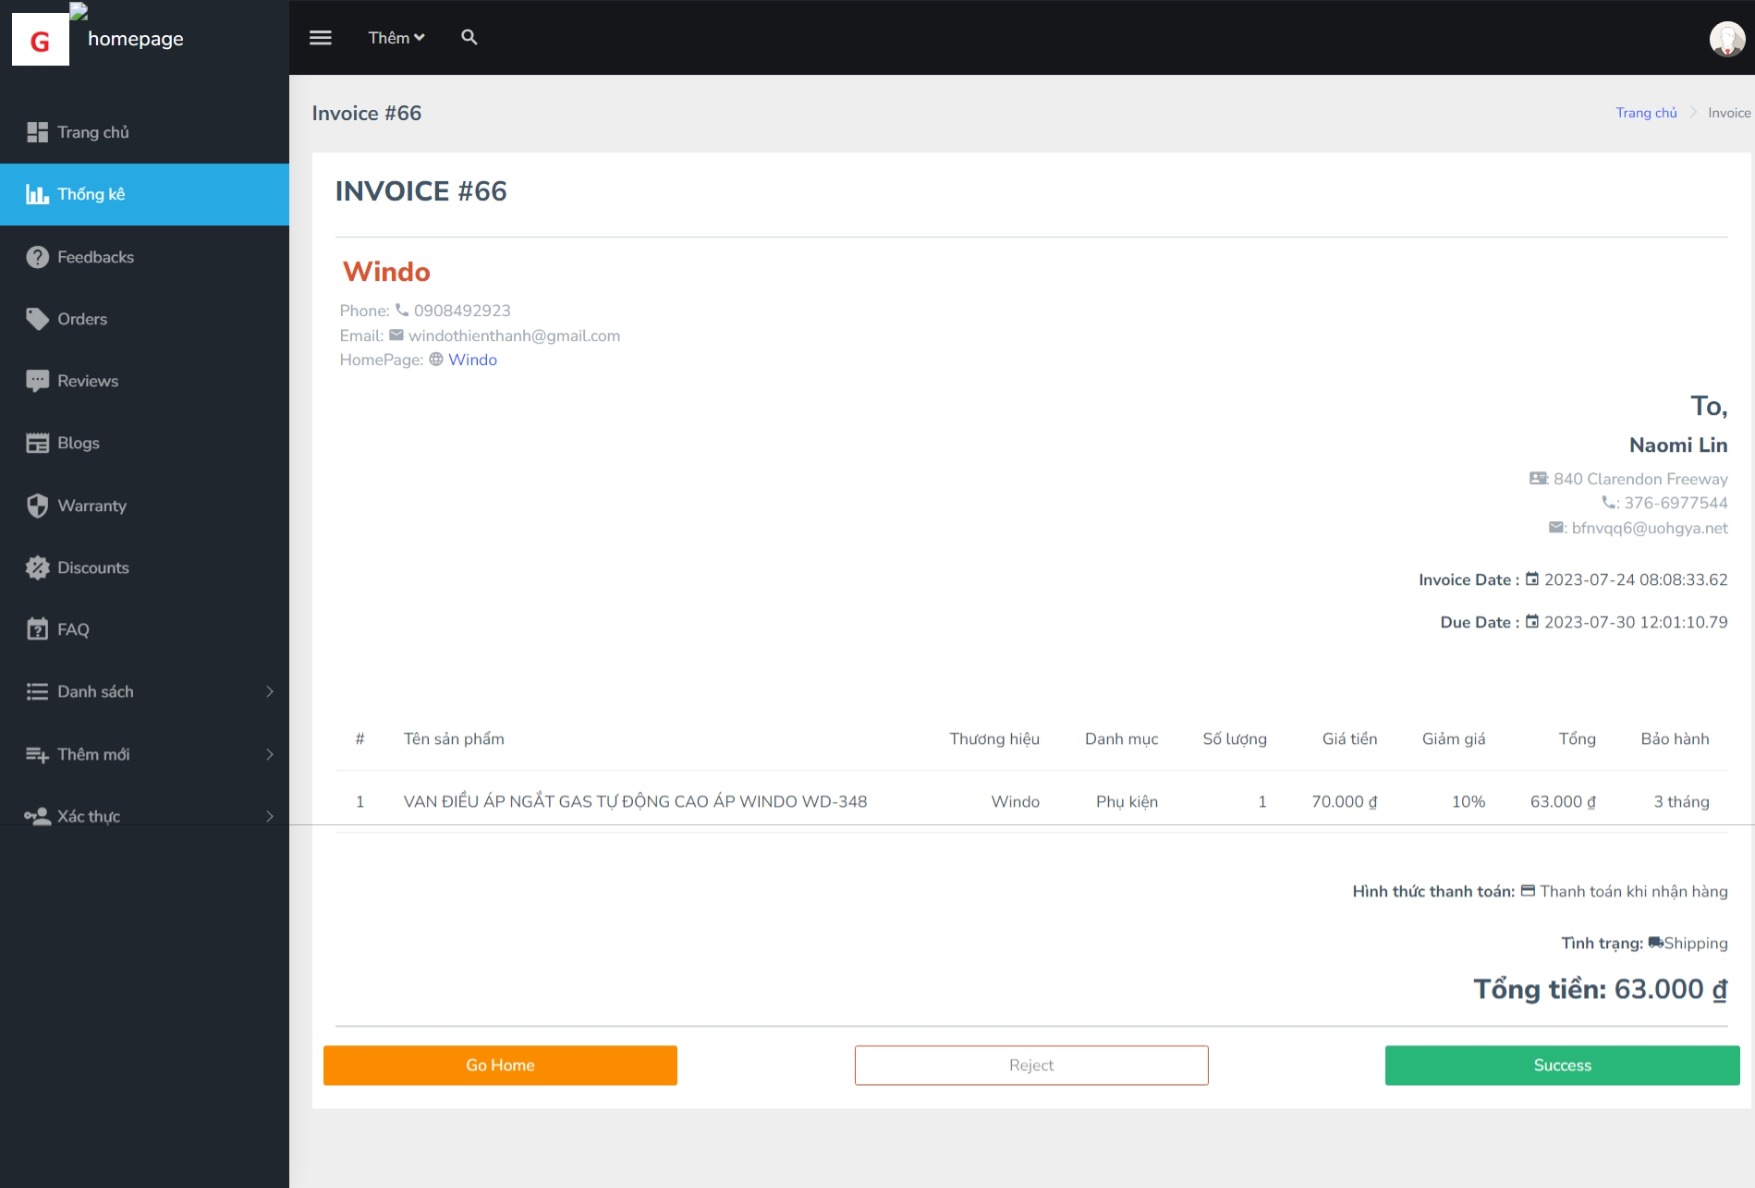 G homepage
Thêm
Trang chủ
Thống kê
Feedbacks
Orders
Reviews
Blogs
Warranty
Discounts
FAQ
Danh sách
Thêm mới
Xác thực
Invoice #66
Trang chủ Invoice
INVOICE #66
Windo
Phone: 0908492923
Email: windothienthanh@gmail.com
HomePage: Windo
To,
Naomi Lin
: 840 Clarendon Freeway
: 376-6977544
: bfnvqq6@uohgya.net
Invoice Date : 2023-07-24 08:08:33.62
Due Date : 2023-07-30 12:01:10.79
# Tên sản phẩm Thương hiệu Danh mục Số lượng Giá tiền Giảm giá Tổng Bảo hành
1 VAN ĐIỀU ÁP NGẮT GAS TỰ ĐỘNG CAO ÁP WINDO WD-348 Windo Phụ kiện 1 70.000 ₫ 10% 63.000 ₫ 3 tháng
Hình thức thanh toán: Thanh toán khi nhận hàng
Tình trạng: Shipping
Tổng tiền: 63.000 ₫
Go Home
Reject
Success